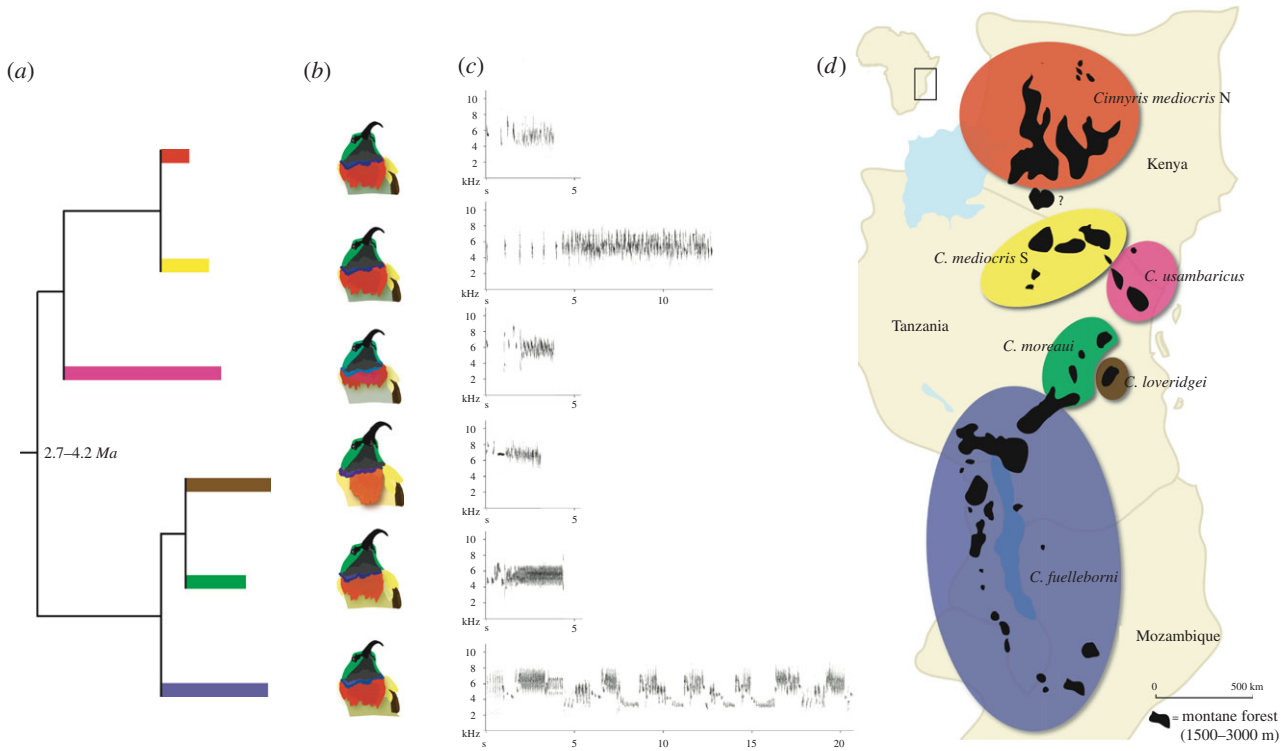 (a)
(b)
(c)
(d)
2.7–4.2 Ma
10
8
6
4
2
kHz
s
5
10
8
6
4
2
kHz
s
5
10
10
8
6
4
2
kHz
s
5
10
8
6
4
2
kHz
s
5
10
8
6
4
2
kHz
s
5
10
8
6
4
2
kHz
s
5
10
15
20
Cinnyris mediocris N
Kenya
?
C. mediocris S
C. usambaricus
Tanzania
C. moreaui
C. loveridgei
C. fuelleborni
Mozambique
0 500 km
= montane forest
(1500–3000 m)